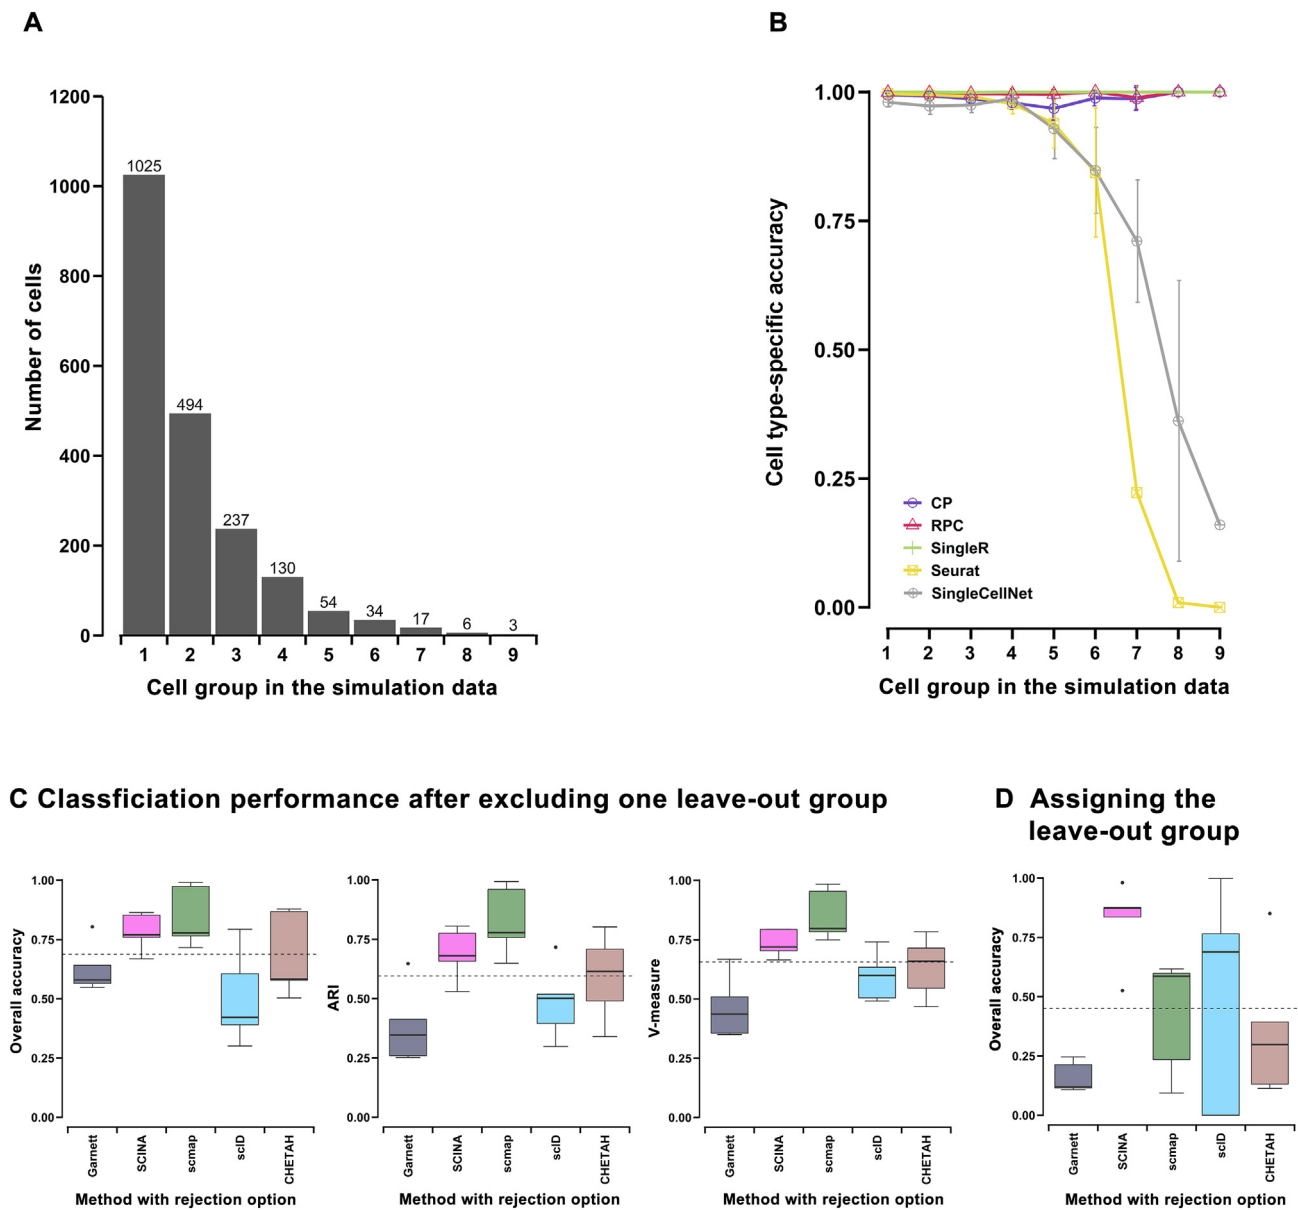 A
1200
1000
800
600
400
200
0
Number of cells
1025
494
237
130
54
34
17
6
3
1 2 3 4 5 6 7 8 9
Cell group in the simulation data
B
1.00
0.75
0.50
0.25
0.00
Cell type-specific accuracy
CP
RPC
SingleR
Seurat
SingleCellNet
1 2 3 4 5 6 7 8 9
Cell group in the simulation data
C Classficiation performance after excluding one leave-out group
1.00
0.75
0.50
0.25
0.00
Overall accuracy
Garnett
SCINA
scmap
scID
CHETAH
Method with rejection option
1.00
0.75
0.50
0.25
0.00
ARI
Garnett
SCINA
scmap
scID
CHETAH
Method with rejection option
1.00
0.75
0.50
0.25
0.00
V-measure
Garnett
SCINA
scmap
scID
CHETAH
Method with rejection option
D Assigning the
leave-out group
1.00
0.75
0.50
0.25
0.00
Overall accuracy
Garnett
SCINA
scmap
scID
CHETAH
Method with rejection option